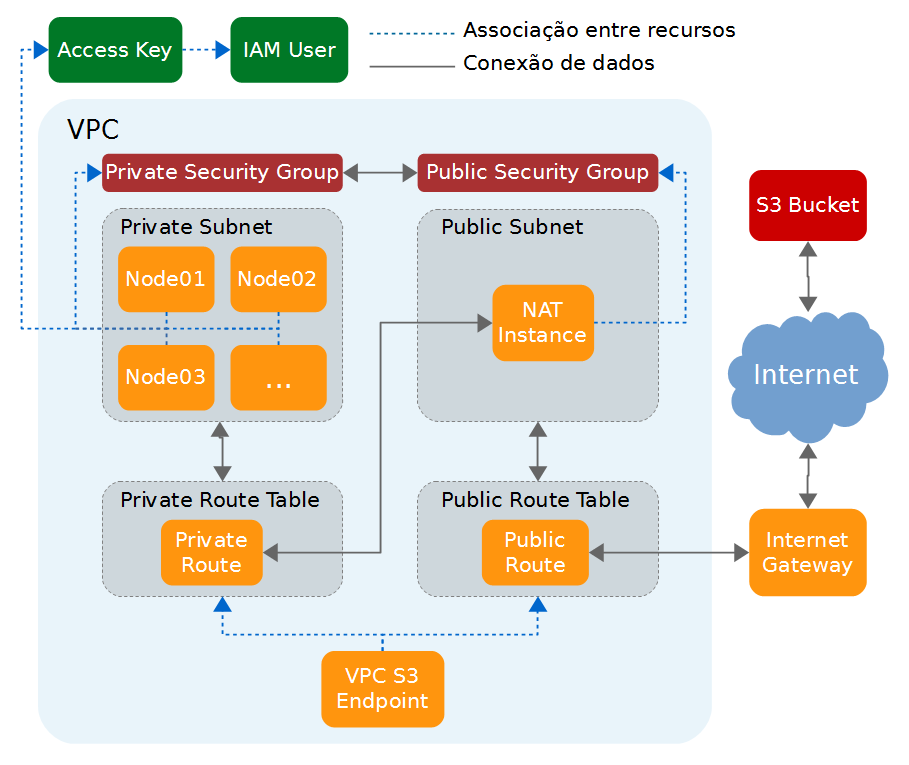 Access Key
IAM User
Associação entre recursos
Conexão de dados
VPC
Private Security Group
Public Security Group
S3 Bucket
Private Subnet
Public Subnet
Node01
Node02
NAT
Instance
Node03
...
Internet
Private Route Table
Public Route Table
Private
Route
Public
Route
Internet
Gateway
VPC S3
Endpoint